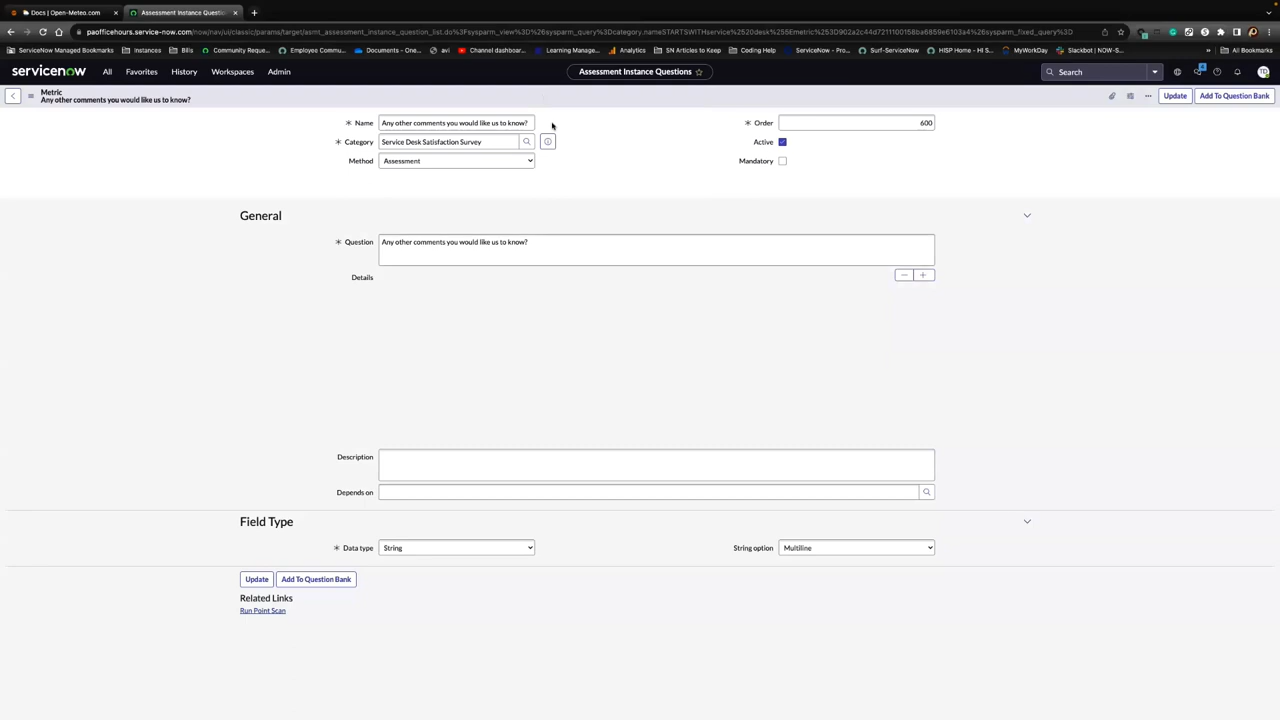 Docs | Open-Meteo.com
Assessment Instance Questi
paofficehours.service-now.com/now/nav/ui/classic/params/target/asmt_assessment_instance_question_list.do%3Fsysparm_view%3D%26sysparm_query%3Dcategory.nameSTARTSWITHservice%2520desk%255Emetric%253D902a3c44d7211100158ba6859e6103a4%26sysparm_fixed_query%3D
ServiceNow Managed Bookmarks Instances Bills Community Reque... Employee Commu... Documents – One... avi Channel dashboar... Learning Manage... Analytics SN Articles to Keep Coding Help ServiceNow - Pro... Surf-ServiceNow HISP Home - HI S... MyWorkDay Slackbot | NOW-S... » All Bookmarks
servicenow All Favorites History Workspaces Admin Assessment Instance Questions Search TD
Metric
Any other comments you would like us to know?
Update Add To Question Bank
Name Any other comments you would like us to know? Order 600
Category Service Desk Satisfaction Survey Active
Method Assessment Mandatory
General
Question Any other comments you would like us to know?
Details
Description
Depends on
Field Type
Data type String String option Multiline
Update Add To Question Bank
Related Links
Run Point Scan